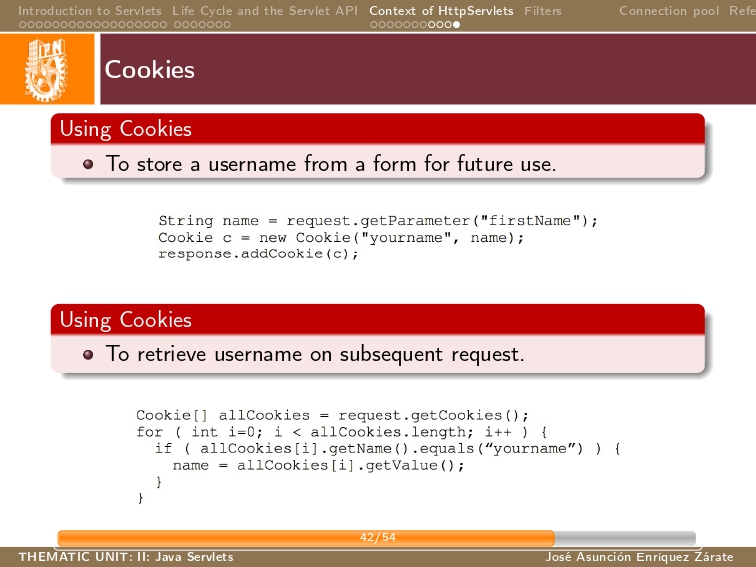 Introduction to Servlets Life Cycle and the Servlet API Context of HttpServlets Filters Connection pool Refe
IPN
Cookies
Using Cookies
To store a username from a form for future use.
String name = request.getParameter("firstName");
Cookie c = new Cookie("yourname", name);
response.addCookie(c);
Using Cookies
To retrieve username on subsequent request.
Cookie[] allCookies = request.getCookies();
for ( int i=0; i < allCookies.length; i++ ) {
if ( allCookies[i].getName().equals(“yourname”) ) {
name = allCookies[i].getValue();
}
}
42/54
THEMATIC UNIT: II: Java Servlets José Asunción Enríquez Zárate